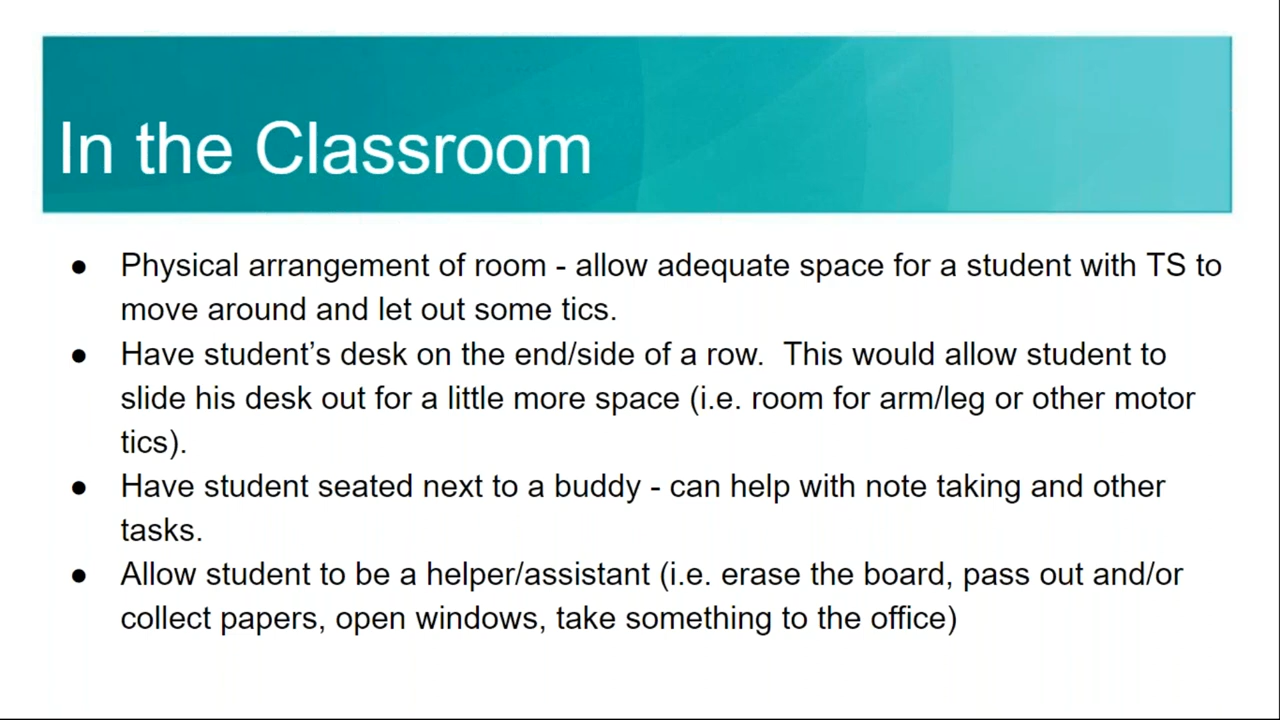 In the Classroom
● Physical arrangement of room - allow adequate space for a student with TS to
move around and let out some tics.
● Have student’s desk on the end/side of a row.  This would allow student to
slide his desk out for a little more space (i.e. room for arm/leg or other motor
tics).
● Have student seated next to a buddy - can help with note taking and other
tasks.
● Allow student to be a helper/assistant (i.e. erase the board, pass out and/or
collect papers, open windows, take something to the office)